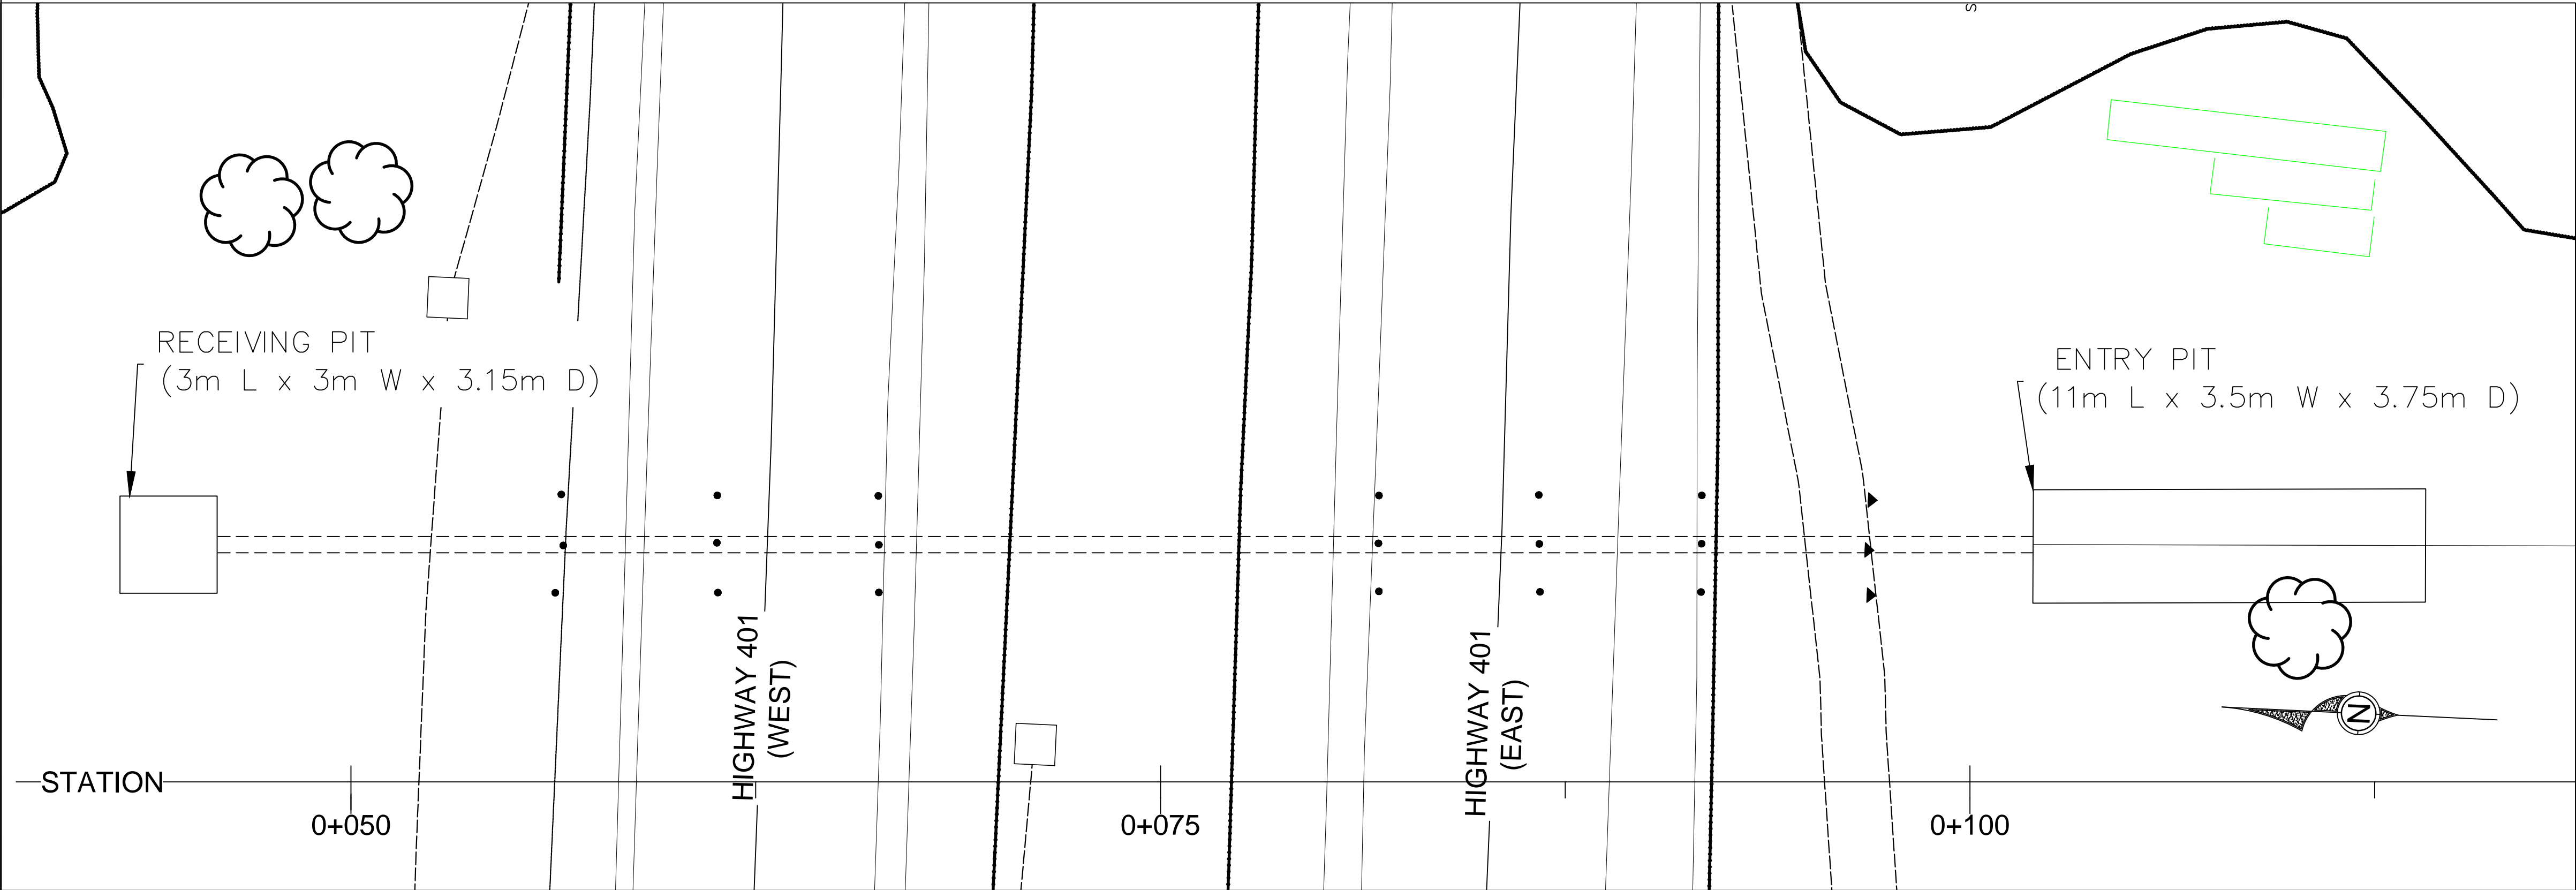 S
RECEIVING PIT
(3m L x 3m W x 3.15m D)
ENTRY PIT
(11m L x 3.5m W x 3.75m D)
HIGHWAY 401
(WEST)
HIGHWAY 401
(EAST)
N
STATION
0+050
0+075
0+100